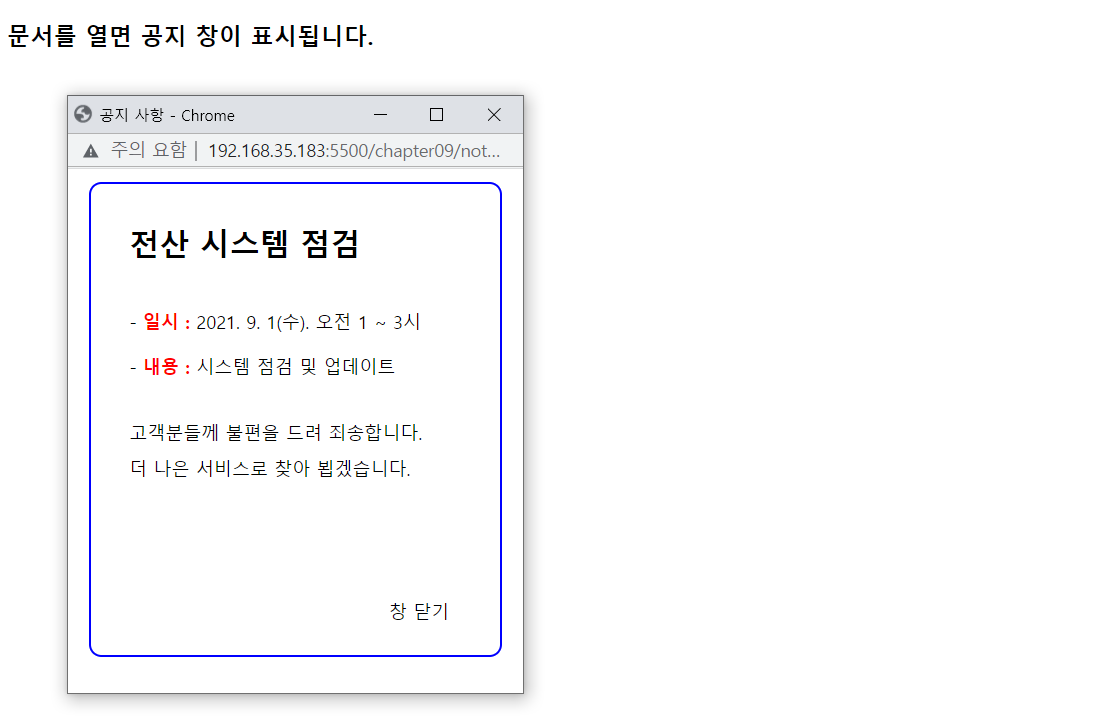 문서를 열면 공지 창이 표시됩니다.
공지 사항 - Chrome
주의 요함 | 192.168.35.183:5500/chapter09/not...
전산 시스템 점검
- 일시 : 2021. 9. 1(수). 오전 1 ~ 3시
- 내용 : 시스템 점검 및 업데이트
고객분들께 불편을 드려 죄송합니다.
더 나은 서비스로 찾아 뵙겠습니다.
창 닫기